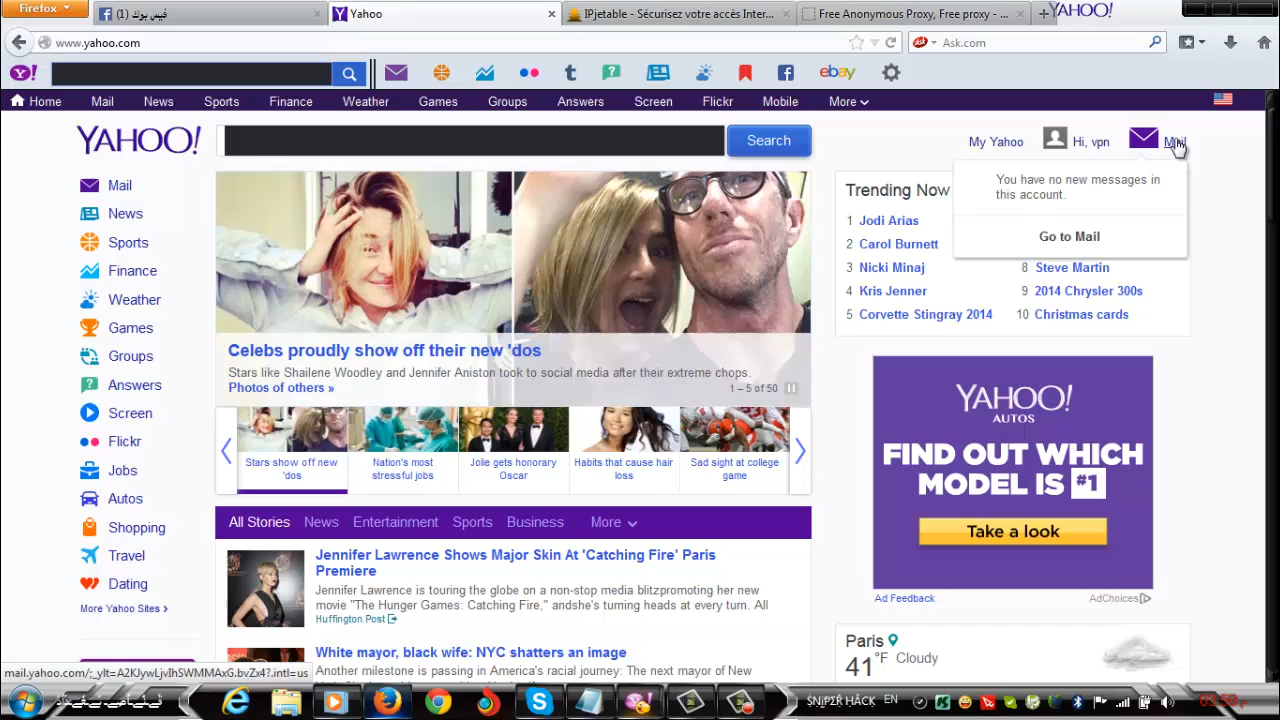 Firefox
فيس بوك (1)
Yahoo
IPjetable - Sécurisez votre accès Inter...
Free Anonymous Proxy, Free proxy - ...
YAHOO!
www.yahoo.com
Ask.com
ebay
Home Mail News Sports Finance Weather Games Groups Answers Screen Flickr Mobile More
YAHOO!
Search
My Yahoo
Hi, vpn
Mail
You have no new messages in
this account.
Go to Mail
Mail
News
Sports
Finance
Weather
Games
Groups
Answers
Screen
Flickr
Jobs
Autos
Shopping
Travel
Dating
More Yahoo Sites >
Celebs proudly show off their new 'dos
Stars like Shailene Woodley and Jennifer Aniston took to social media after their extreme chops.
Photos of others »
1 – 5 of 50
Stars show off new
'dos
Nation's most
stressful jobs
Jolie gets honorary
Oscar
Habits that cause hair
loss
Sad sight at college
game
All Stories News Entertainment Sports Business More
Jennifer Lawrence Shows Major Skin At 'Catching Fire' Paris
Premiere
Jennifer Lawrence is touring the globe on a non-stop media blitzpromoting her new
movie "The Hunger Games: Catching Fire," andshe's turning heads at every turn. All
Huffington Post
White mayor, black wife: NYC shatters an image
Another milestone is passing in America's racial journey: The next mayor of New
Trending Now
1 Jodi Arias
2 Carol Burnett
3 Nicki Minaj
4 Kris Jenner
5 Corvette Stingray 2014
8 Steve Martin
9 2014 Chrysler 300s
10 Christmas cards
YAHOO!
AUTOS
FIND OUT WHICH
MODEL IS #1
Take a look
Ad Feedback
AdChoices
Paris
41 °F Cloudy
mail.yahoo.com/;_ylt=A2KJywLjvIhSWMMAxG.bvZx4?.intl=us
EN